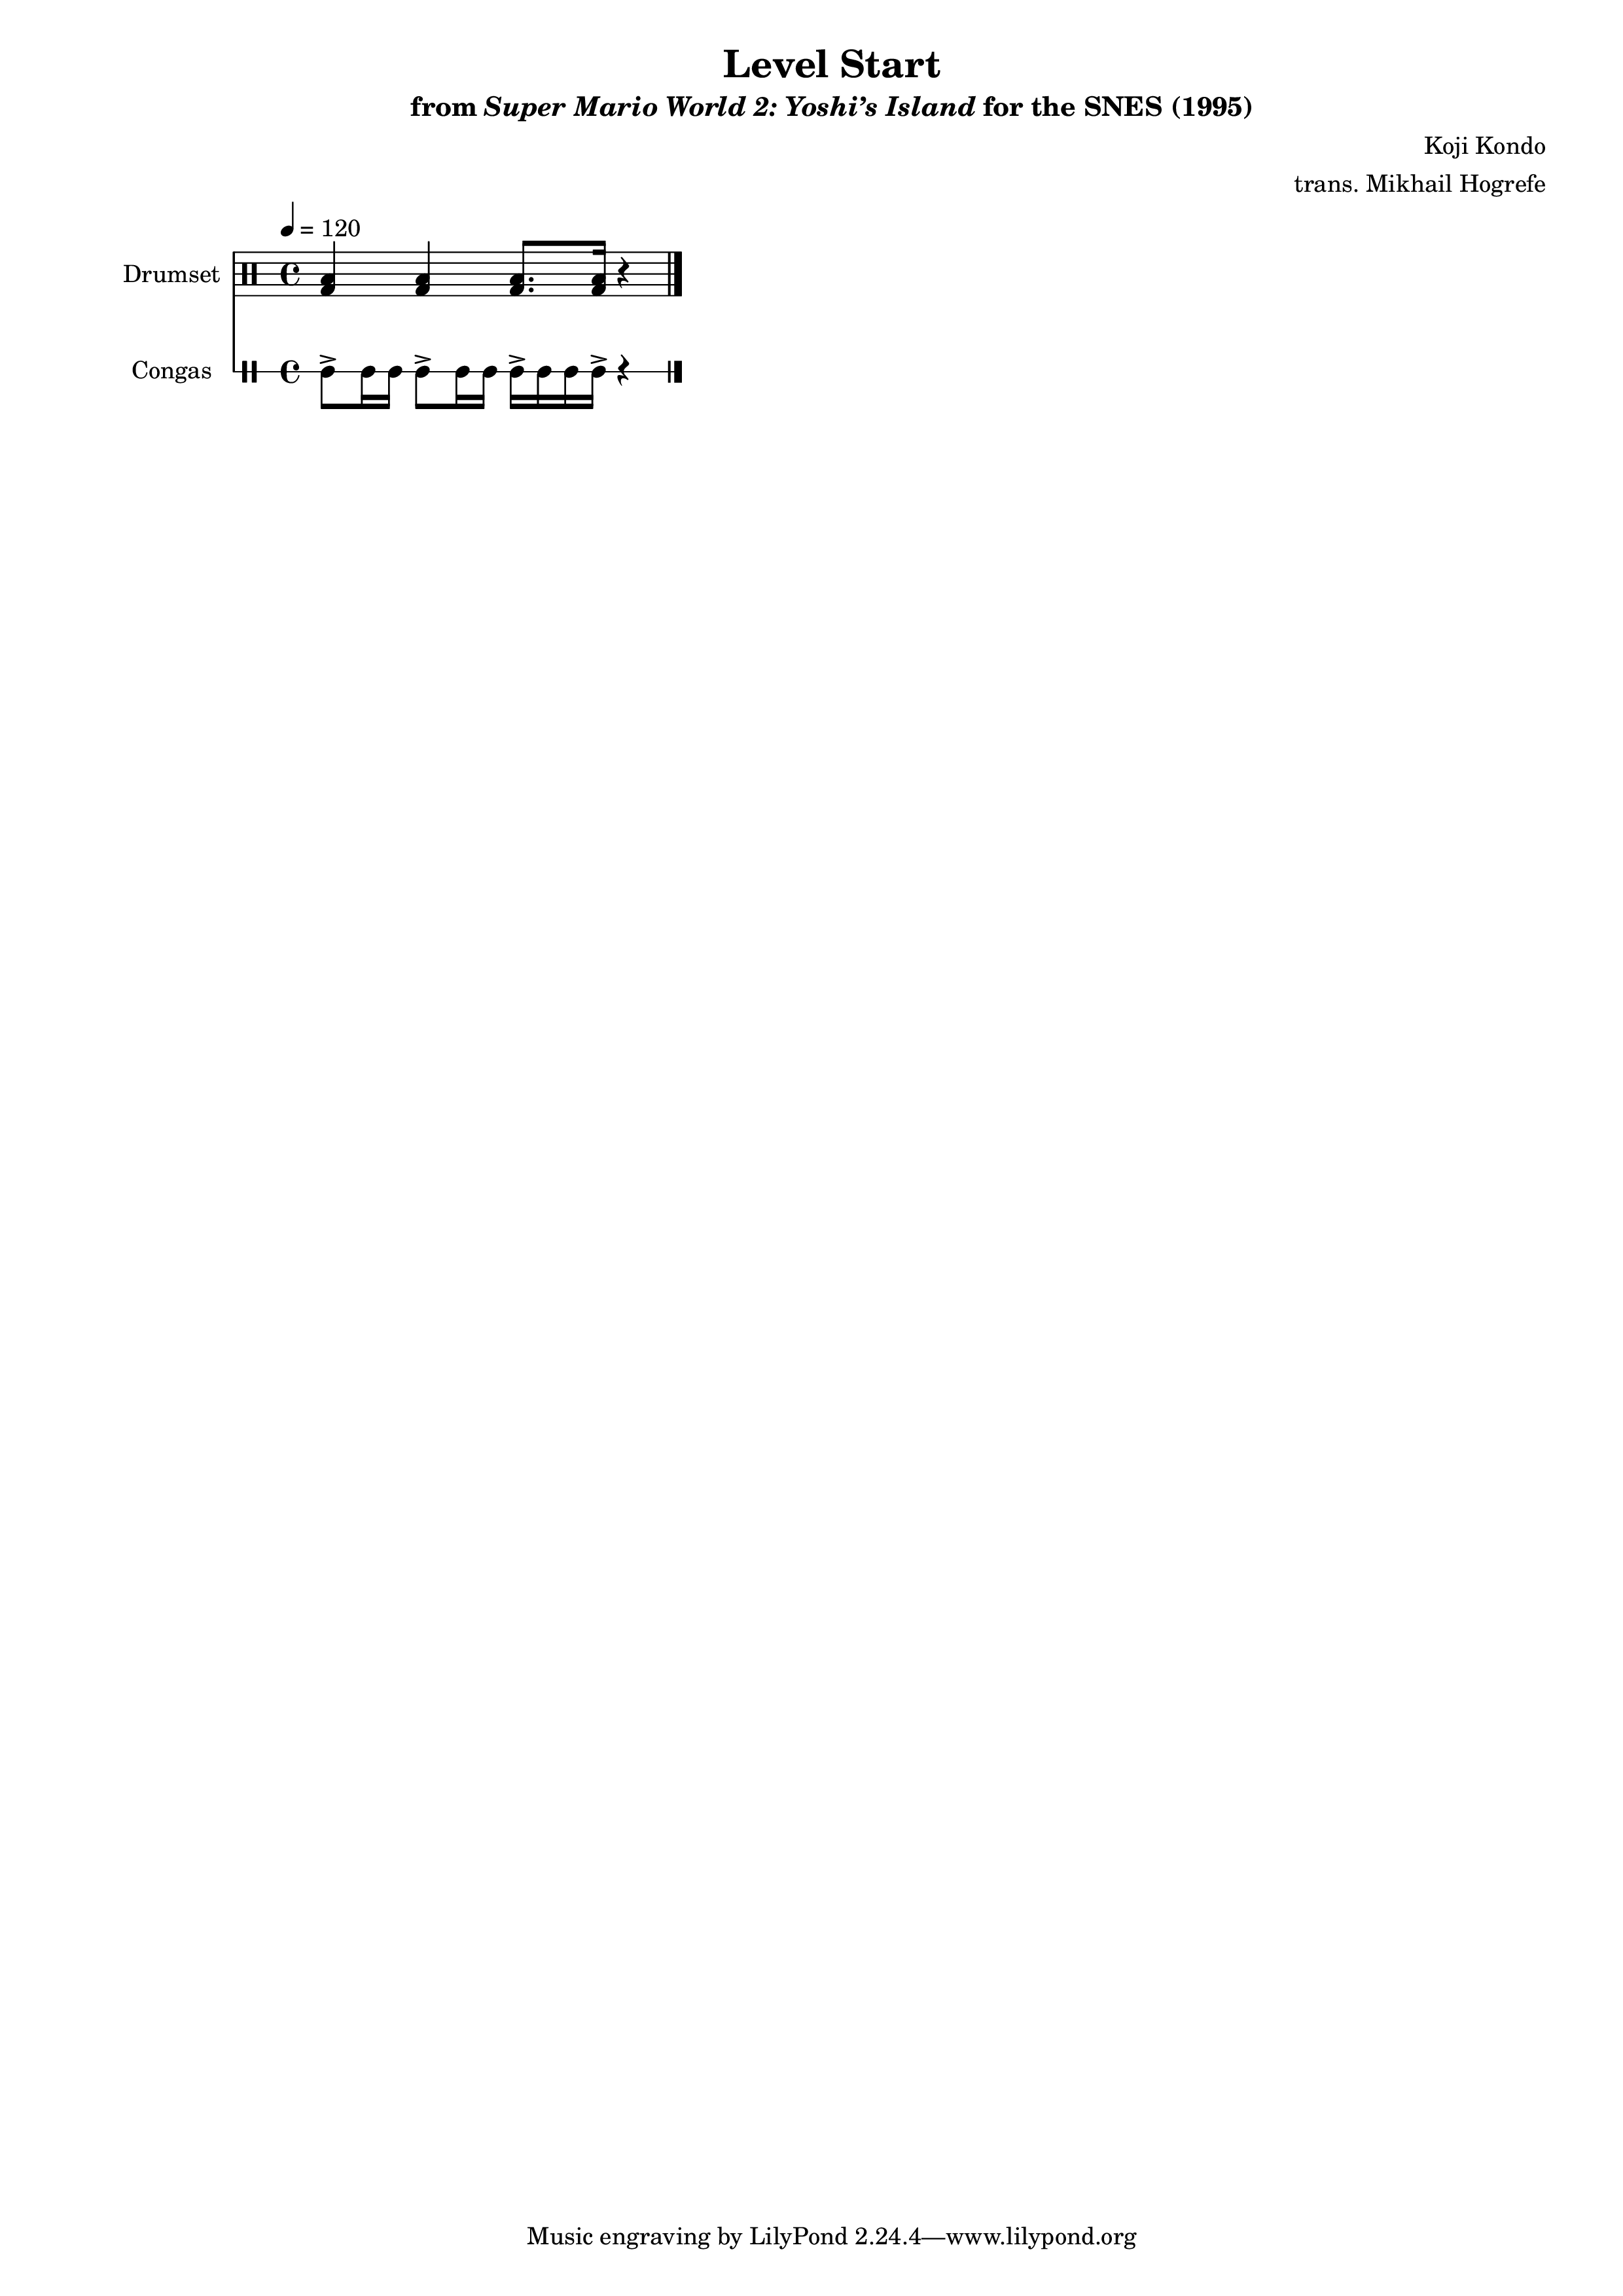 Level Start
from Super Mario World 2: Yoshi’s Island for the SNES (1995)
Koji Kondo
trans. Mikhail Hogrefe
= 120
Drumset
Congas
Music engraving by LilyPond 2.24.4—www.lilypond.org